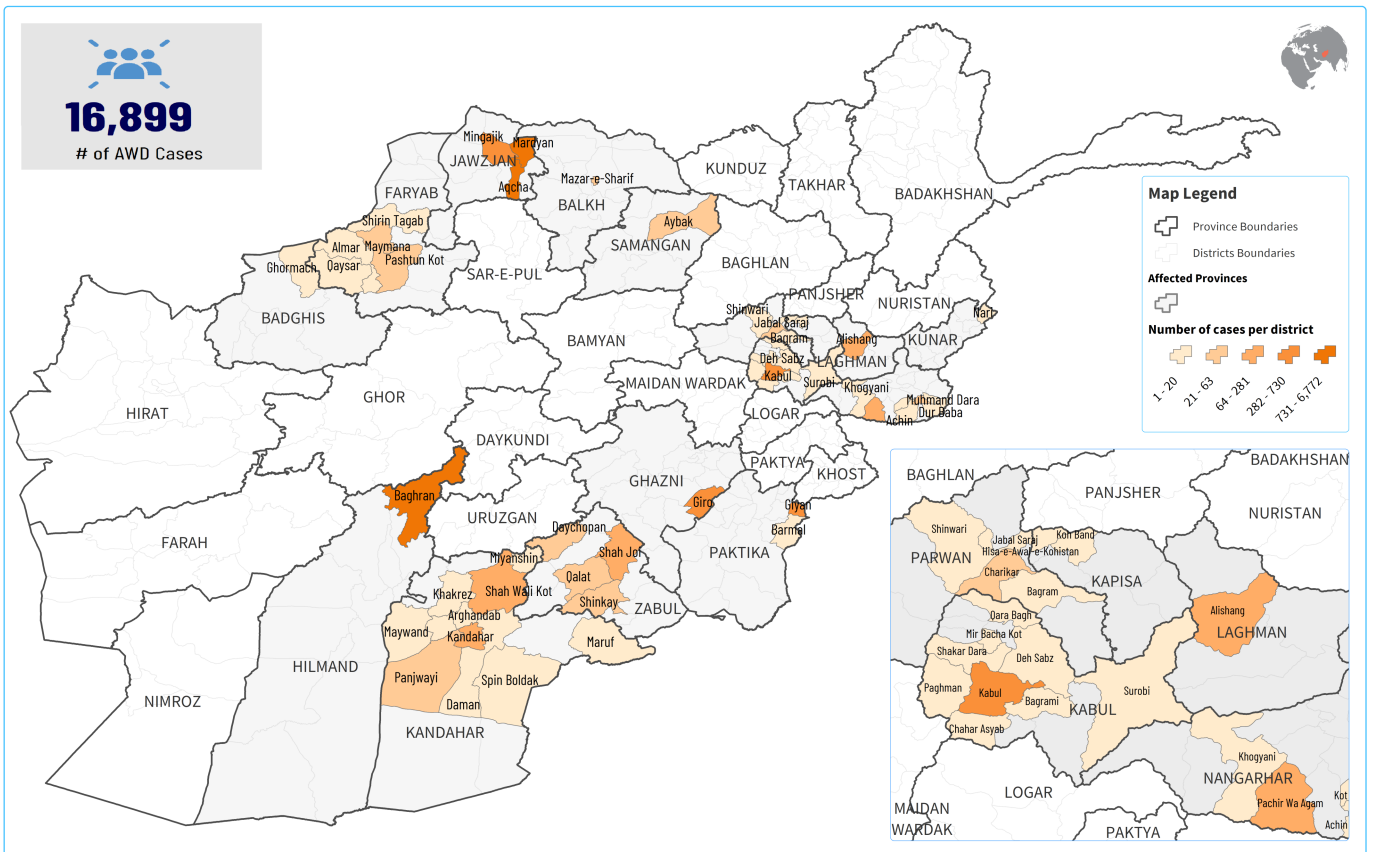 16,899
# of AWD Cases
Mingajik
Mardyan
JAWZJAN
Aqcha
Mazar-e-Sharif
BALKH
FARYAB
KUNDUZ
TAKHAR
BADAKHSHAN
Shirin Tagab
Almar
Maymana
Ghormach
Qaysar
Pashtun Kot
Aybak
SAMANGAN
SAR-E-PUL
BAGHLAN
BADGHIS
PANJSHER
NURISTAN
Shinwari
Jabal Saraj
Bagram
Alishang
Nari
KUNAR
BAMYAN
Deh Sabz
LAGHMAN
Kabul
Surobi
Khogyani
MAIDAN WARDAK
Muhmand Dara
Dur Baba
Achin
LOGAR
HIRAT
GHOR
DAYKUNDI
PAKTYA
KHOST
GHAZNI
Baghran
Giro
Giyan
Barmal
URUZGAN
Daychopan
FARAH
PAKTIKA
Miyanshin
Shah Joi
Qalat
Khakrez
Shah Wali Kot
Shinkay
ZABUL
Arghandab
Maywand
Kandahar
Maruf
HILMAND
Panjwayi
Spin Boldak
NIMROZ
Daman
KANDAHAR
Map Legend
Province Boundaries
Districts Boundaries
Affected Provinces
Number of cases per district
1 - 20
21 - 63
64 - 281
282 - 730
731 - 6,772
BAGHLAN
BADAKHSHAN
PANJSHER
NURISTAN
Shinwari
Jabal Saraj
Koh Band
Hisa-e-Awal-e-Kohistan
PARWAN
Charikar
KAPISA
Bagram
Alishang
Qara Bagh
LAGHMAN
Mir Bacha Kot
Shakar Dara
Deh Sabz
Paghman
Kabul
Bagrami
Surobi
KABUL
Chahar Asyab
Khogyani
NANGARHAR
LOGAR
Pachir Wa Agam
Kot
Achin
MAIDAN
WARDAK
PAKTYA